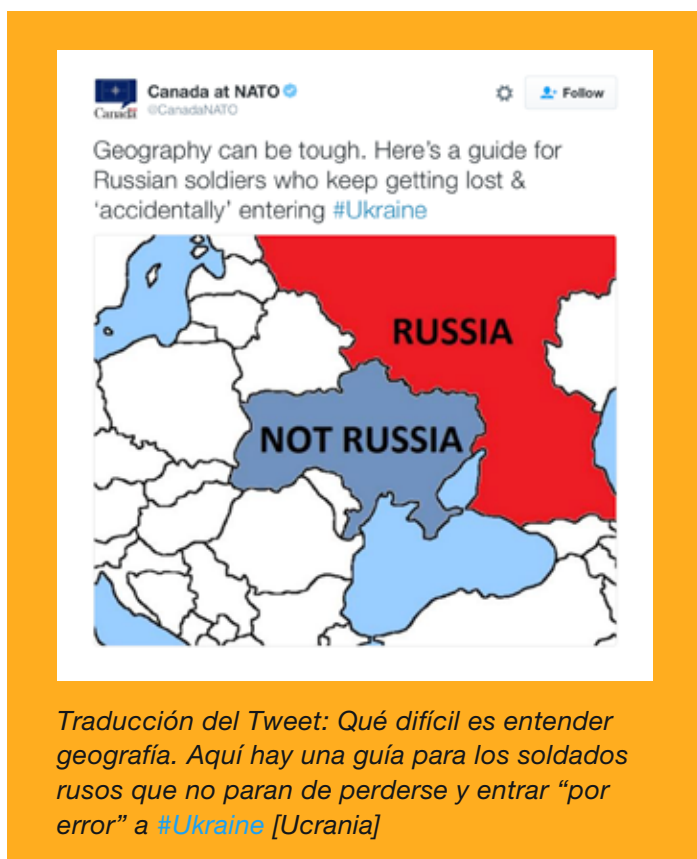 Canada at NATO
Canada
@CanadaNATO
Follow
Geography can be tough. Here's a guide for
Russian soldiers who keep getting lost &
'accidentally' entering #Ukraine
RUSSIA
NOT RUSSIA
Traducción del Tweet: Qué difícil es entender
geografía. Aquí hay una guía para los soldados
rusos que no paran de perderse y entrar “por
error” a #Ukraine [Ucrania]